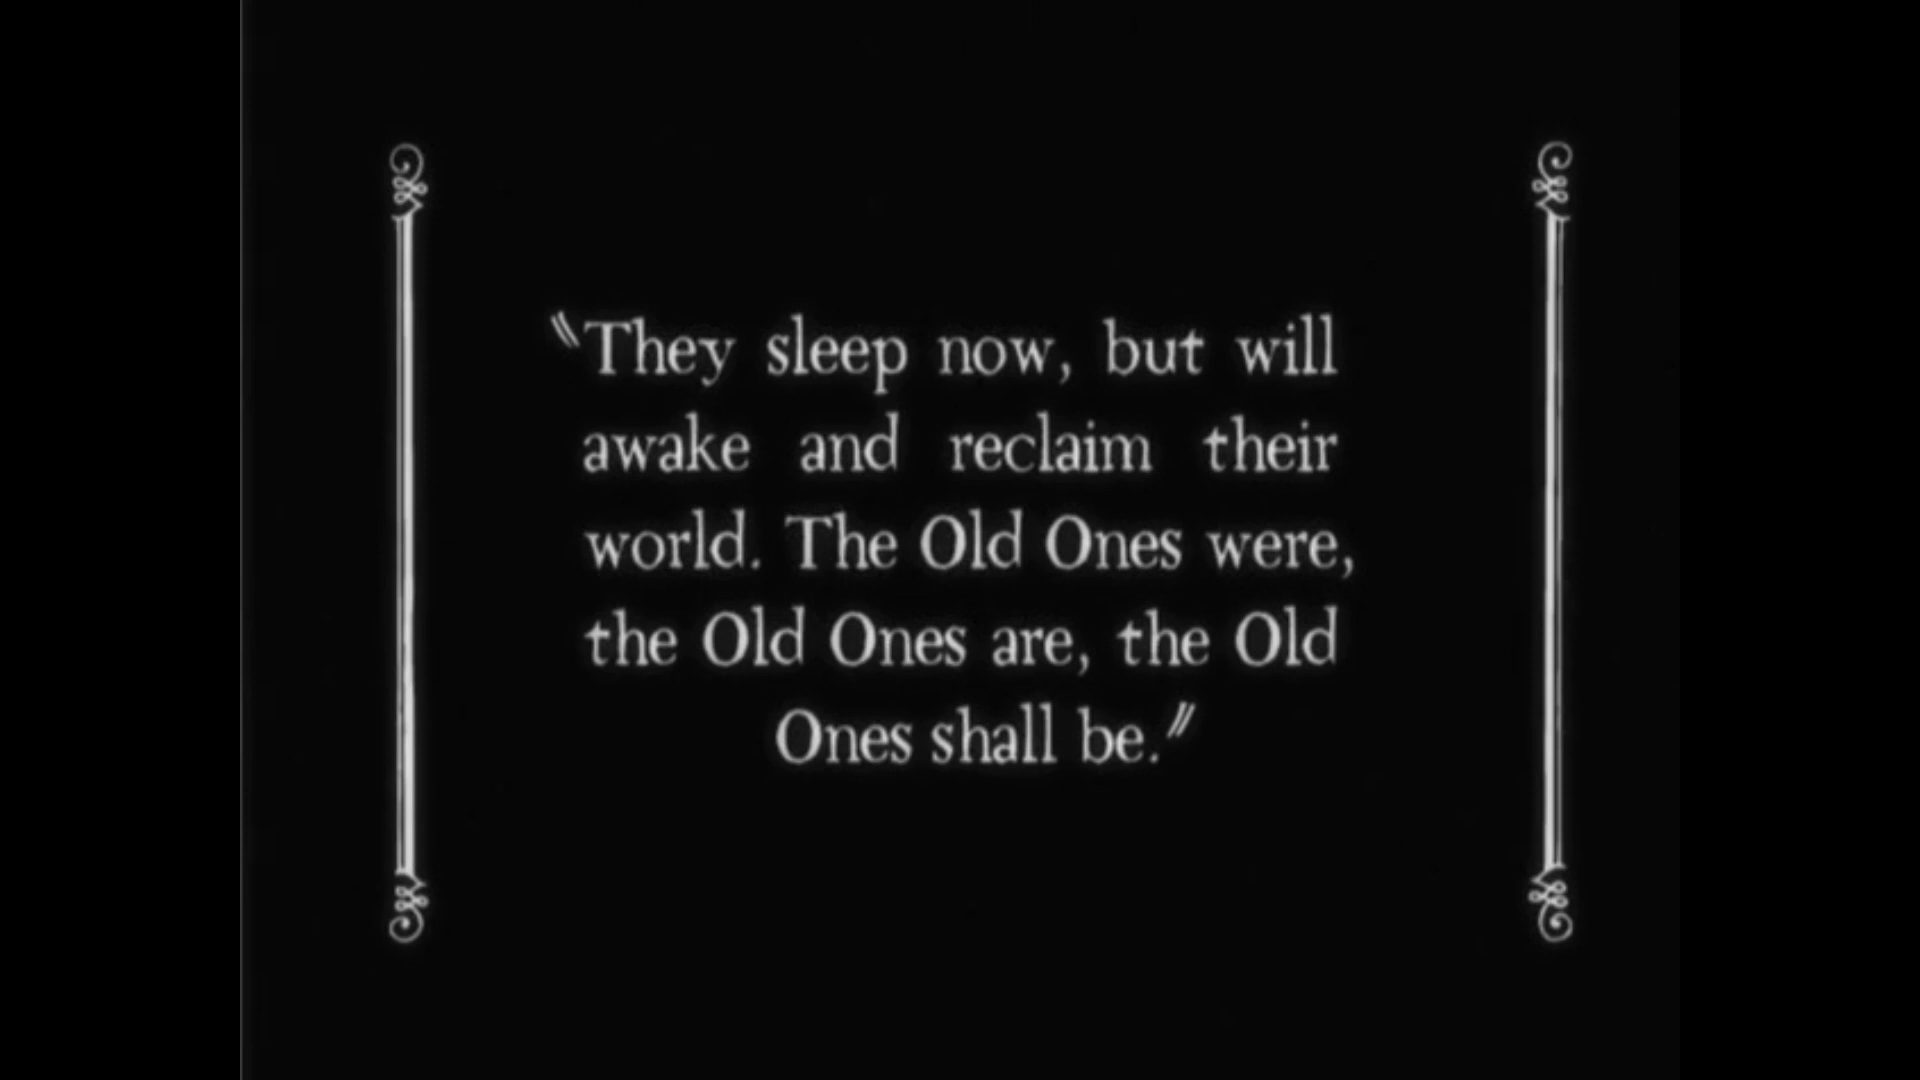 "They sleep now, but will
awake and reclaim their
world. The Old Ones were,
the Old Ones are, the Old
Ones shall be."